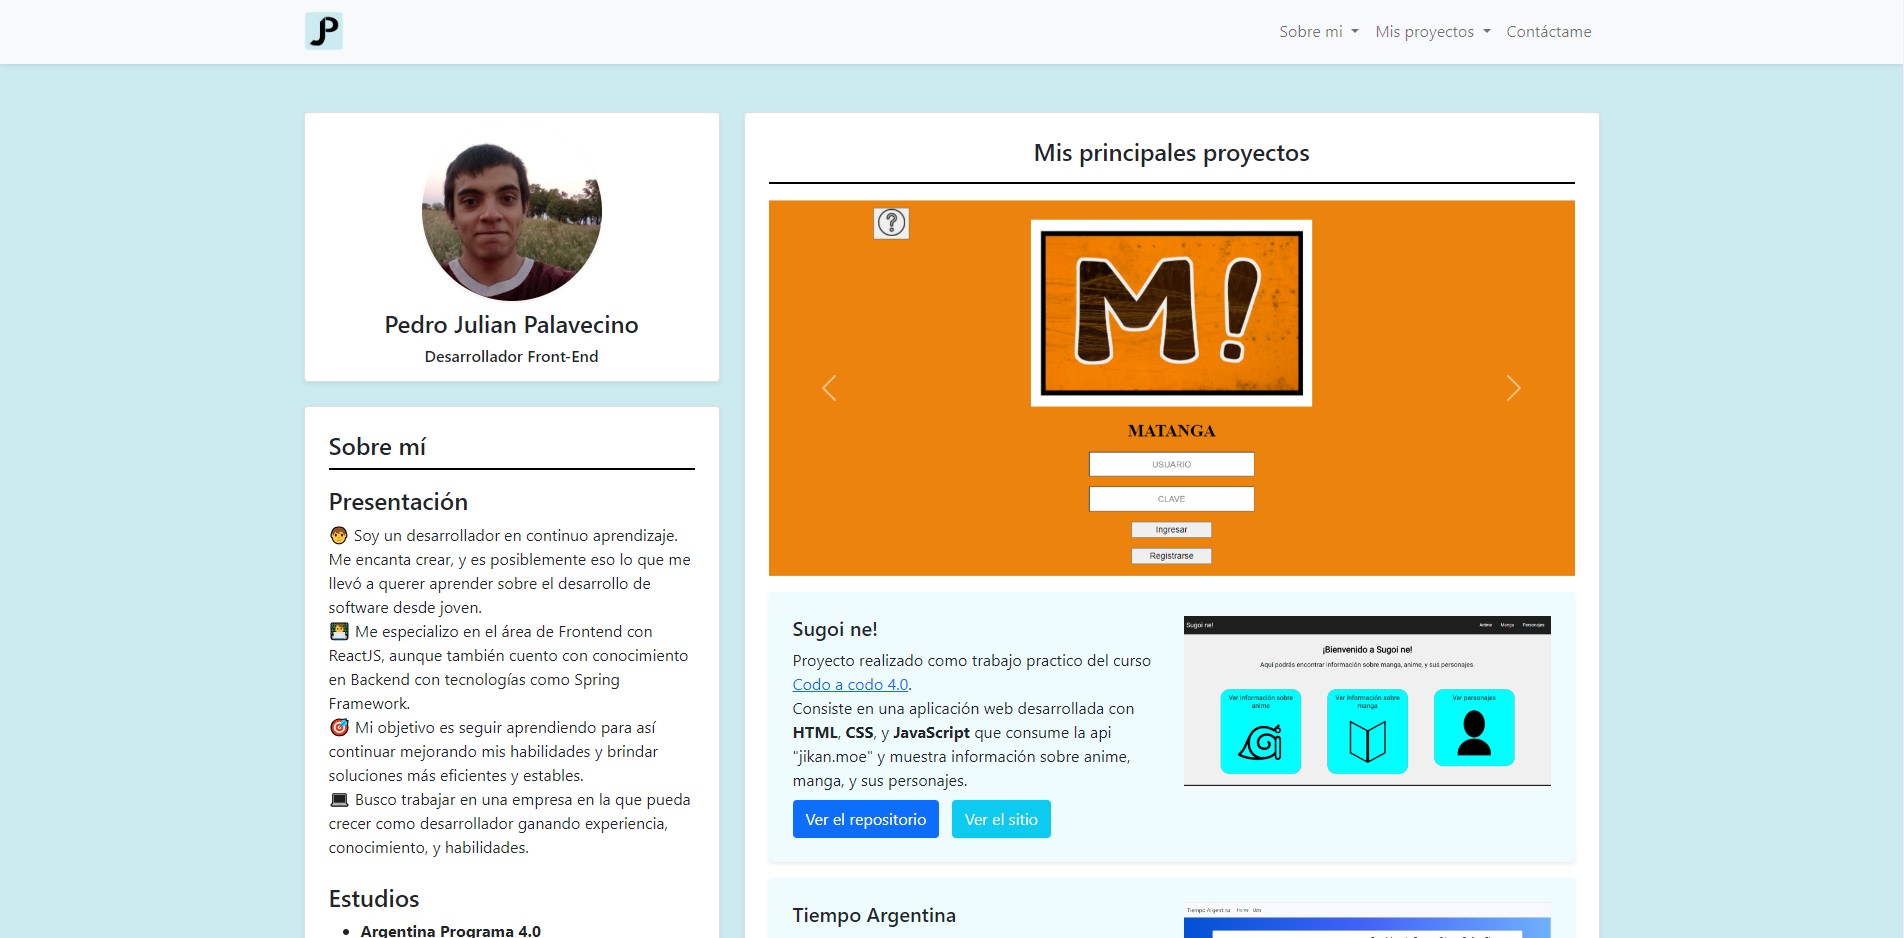 JP
Sobre mi
Mis proyectos
Contáctame
Pedro Julian Palavecino
Desarrollador Front-End
Sobre mí
Presentación
Soy un desarrollador en continuo aprendizaje.
Me encanta crear, y es posiblemente eso lo que me
llevó a querer aprender sobre el desarrollo de
software desde joven.
Me especializo en el área de Frontend con
ReactJS, aunque también cuento con conocimiento
en Backend con tecnologías como Spring
Framework.
Mi objetivo es seguir aprendiendo para así
continuar mejorando mis habilidades y brindar
soluciones más eficientes y estables.
Busco trabajar en una empresa en la que pueda
crecer como desarrollador ganando experiencia,
conocimiento, y habilidades.
Estudios
Argentina Programa 4.0
Mis principales proyectos
?
M!
MATANGA
USUARIO
CLAVE
Ingresar
Registrarse
Sugoi ne!
Proyecto realizado como trabajo practico del curso
Codo a codo 4.0.
Consiste en una aplicación web desarrollada con
HTML, CSS, y JavaScript que consume la api
"jikan.moe" y muestra información sobre anime,
manga, y sus personajes.
Ver el repositorio
Ver el sitio
Sugoi ne!
Anime
Manga
Personajes
¡Bienvenido a Sugoi ne!
Aquí podrás encontrar información sobre manga, anime, y sus personajes.
Ver información sobre
anime
Ver información sobre
manga
Ver personajes
Tiempo Argentina
Tiempo Argentina
Home